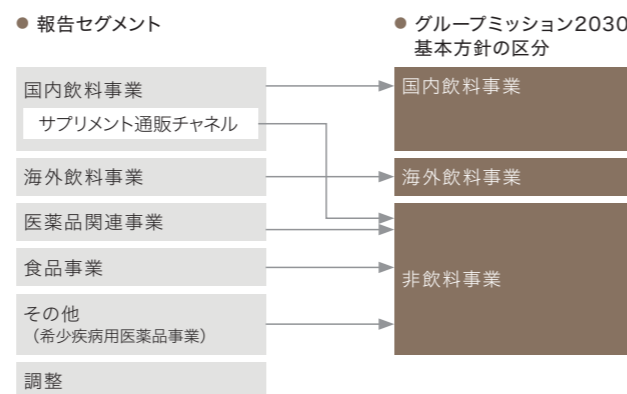 ● 報告セグメント
国内飲料事業
サプリメント通販チャネル
海外飲料事業
医薬品関連事業
食品事業
その他
（希少疾病用医薬品事業）
調整
● グループミッション2030
基本方針の区分
国内飲料事業
海外飲料事業
非飲料事業